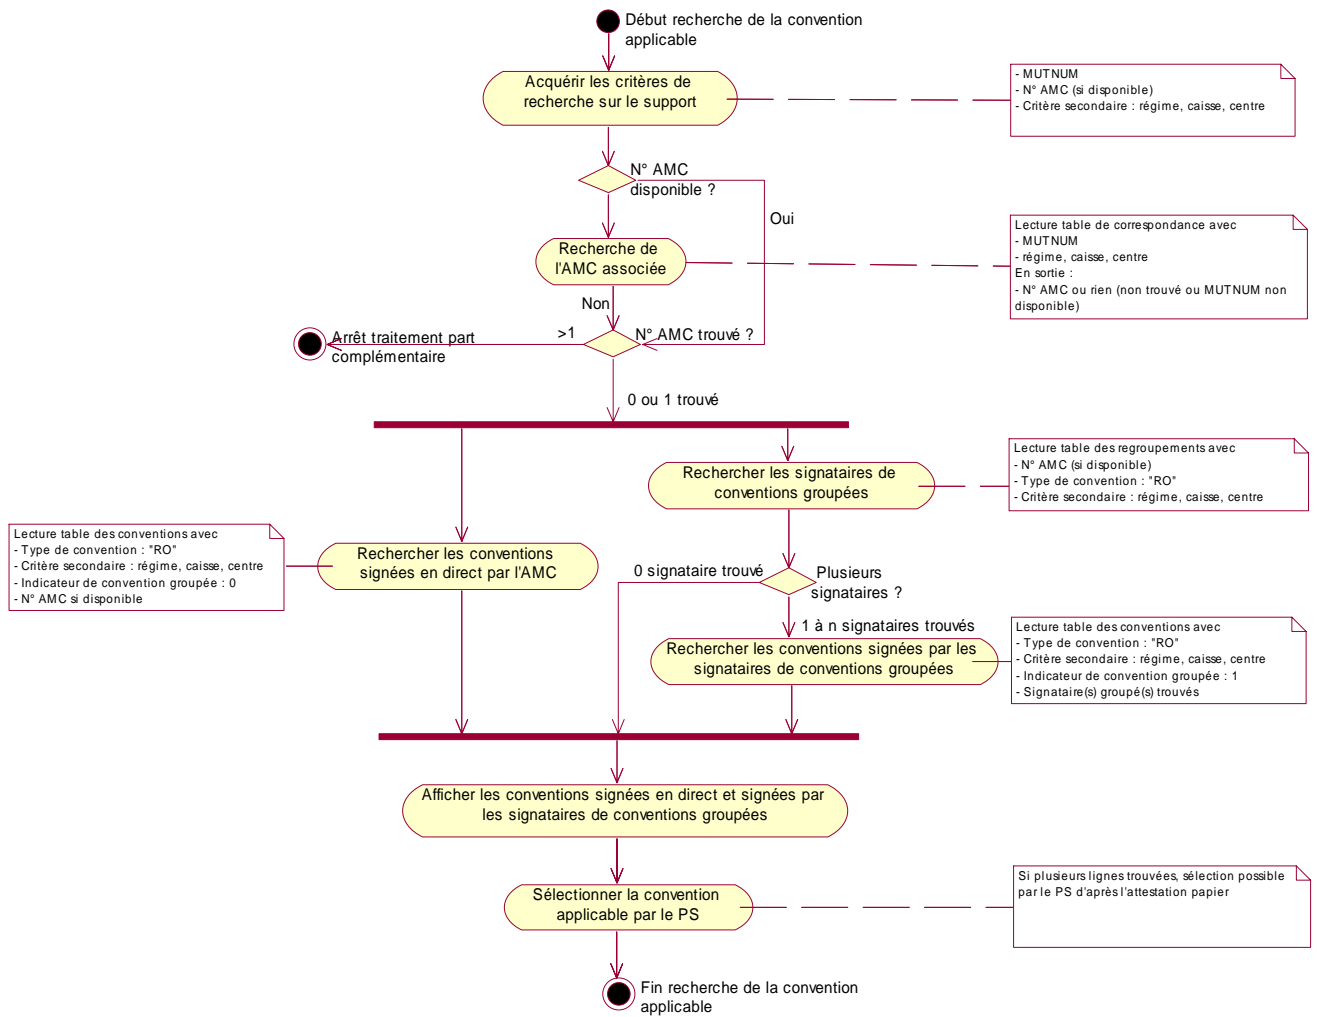 Début recherche de la convention
applicable
Acquérir les critères de
recherche sur le support
- MUTNUM
- N° AMC (si disponible)
- Critère secondaire : régime, caisse, centre
N° AMC
disponible ?
Oui
Recherche de
l'AMC associée
Lecture table de correspondance avec
- MUTNUM
- régime, caisse, centre
En sortie :
- N° AMC ou rien (non trouvé ou MUTNUM non
disponible)
Non
Arrêt traitement part
complémentaire
>1
N° AMC trouvé ?
0 ou 1 trouvé
Rechercher les signataires de
conventions groupées
Lecture table des regroupements avec
- N° AMC (si disponible)
- Type de convention : "RO"
- Critère secondaire : régime, caisse, centre
Lecture table des conventions avec
- Type de convention : "RO"
- Critère secondaire : régime, caisse, centre
- Indicateur de convention groupée : 0
- N° AMC si disponible
Rechercher les conventions
signées en direct par l'AMC
0 signataire trouvé
Plusieurs
signataires ?
1 à n signataires trouvés
Rechercher les conventions signées par les
signataires de conventions groupées
Lecture table des conventions avec
- Type de convention : "RO"
- Critère secondaire : régime, caisse, centre
- Indicateur de convention groupée : 1
- Signataire(s) groupé(s) trouvés
Afficher les conventions signées en direct et signées par
les signataires de conventions groupées
Sélectionner la convention
applicable par le PS
Si plusieurs lignes trouvées, sélection possible
par le PS d'après l'attestation papier
Fin recherche de la convention
applicable